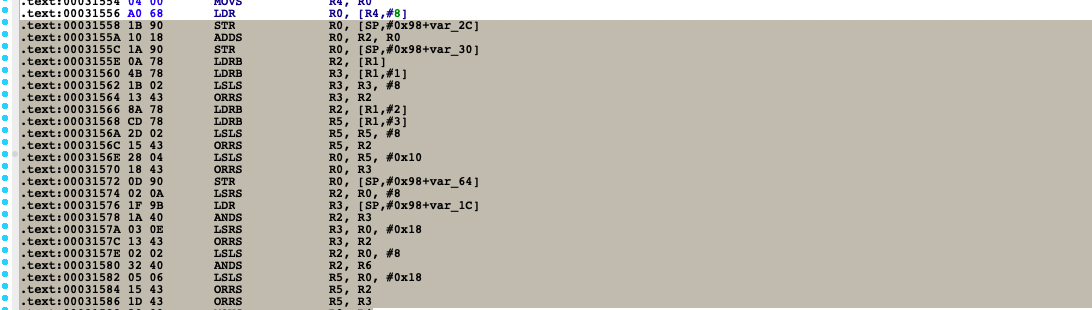 .text:00031554 04 00 MOVS R4, R0
.text:00031556 A0 68 LDR R0, [R4,#8]
.text:00031558 1B 90 STR R0, [SP,#0x98+var_2C]
.text:0003155A 10 18 ADDS R0, R2, R0
.text:0003155C 1A 90 STR R0, [SP,#0x98+var_30]
.text:0003155E 0A 78 LDRB R2, [R1]
.text:00031560 4B 78 LDRB R3, [R1,#1]
.text:00031562 1B 02 LSLS R3, R3, #8
.text:00031564 13 43 ORRS R3, R2
.text:00031566 8A 78 LDRB R2, [R1,#2]
.text:00031568 CD 78 LDRB R5, [R1,#3]
.text:0003156A 2D 02 LSLS R5, R5, #8
.text:0003156C 15 43 ORRS R5, R2
.text:0003156E 28 04 LSLS R0, R5, #0x10
.text:00031570 18 43 ORRS R0, R3
.text:00031572 0D 90 STR R0, [SP,#0x98+var_64]
.text:00031574 02 0A LSRS R2, R0, #8
.text:00031576 1F 9B LDR R3, [SP,#0x98+var_1C]
.text:00031578 1A 40 ANDS R2, R3
.text:0003157A 03 0E LSRS R3, R0, #0x18
.text:0003157C 13 43 ORRS R3, R2
.text:0003157E 02 02 LSLS R2, R0, #8
.text:00031580 32 40 ANDS R2, R6
.text:00031582 05 06 LSLS R5, R0, #0x18
.text:00031584 15 43 ORRS R5, R2
.text:00031586 1D 43 ORRS R5, R3